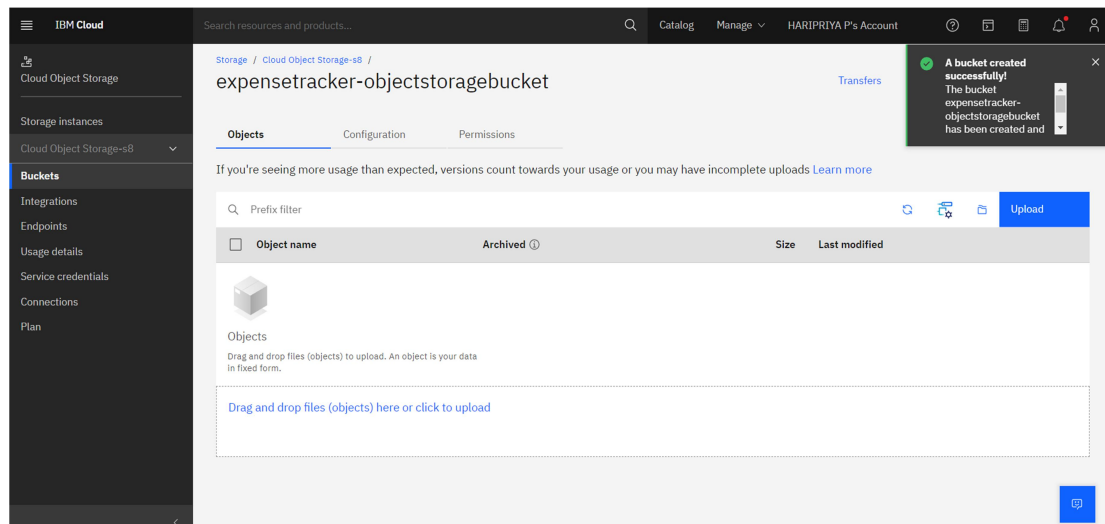 IBM Cloud
Search resources and products...
Catalog
Manage
HARIPRIYA P's Account
Cloud Object Storage
Storage instances
Cloud Object Storage-s8
Buckets
Integrations
Endpoints
Usage details
Service credentials
Connections
Plan
Storage / Cloud Object Storage-s8 /
expensetracker-objectstoragebucket
Transfers
A bucket created
successfully!
The bucket
expensetracker-
objectstoragebucket
has been created and
Objects
Configuration
Permissions
If you're seeing more usage than expected, versions count towards your usage or you may have incomplete uploads Learn more
Prefix filter
Upload
Object name
Archived
Size
Last modified
Objects
Drag and drop files (objects) to upload. An object is your data
in fixed form.
Drag and drop files (objects) here or click to upload